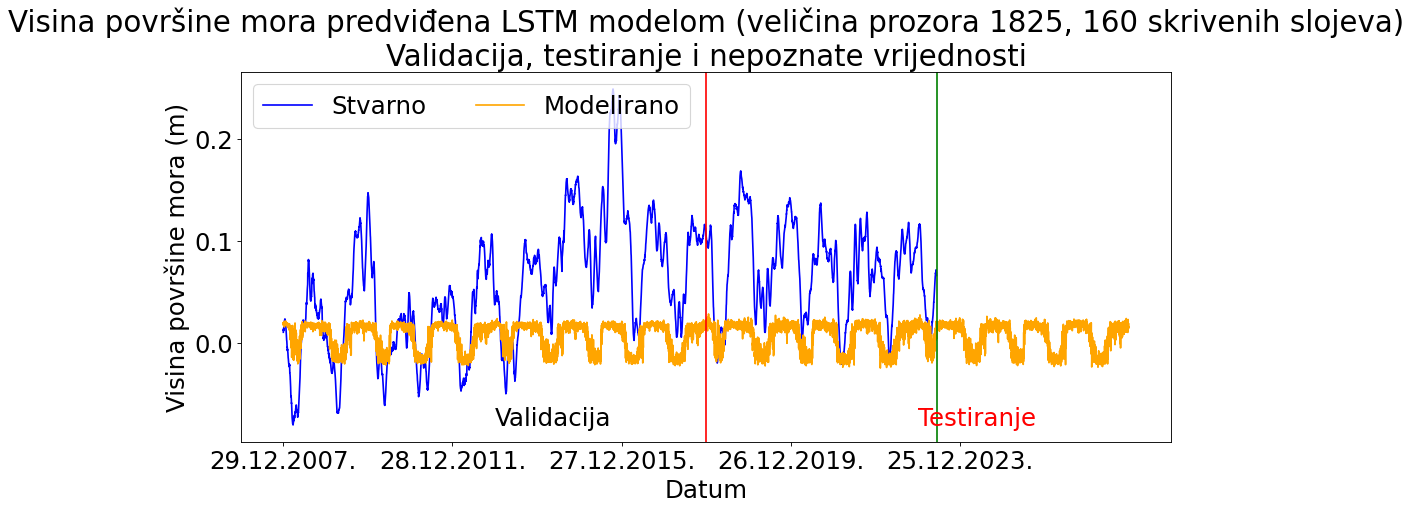 Visina površine mora predviđena LSTM modelom (veličina prozora 1825, 160 skrivenih slojeva)
Validacija, testiranje i nepoznate vrijednosti
Stvarno
Modelirano
Visina površine mora (m)
0.2
0.1
0.0
Validacija
Testiranje
29.12.2007.
28.12.2011.
27.12.2015.
26.12.2019.
25.12.2023.
Datum